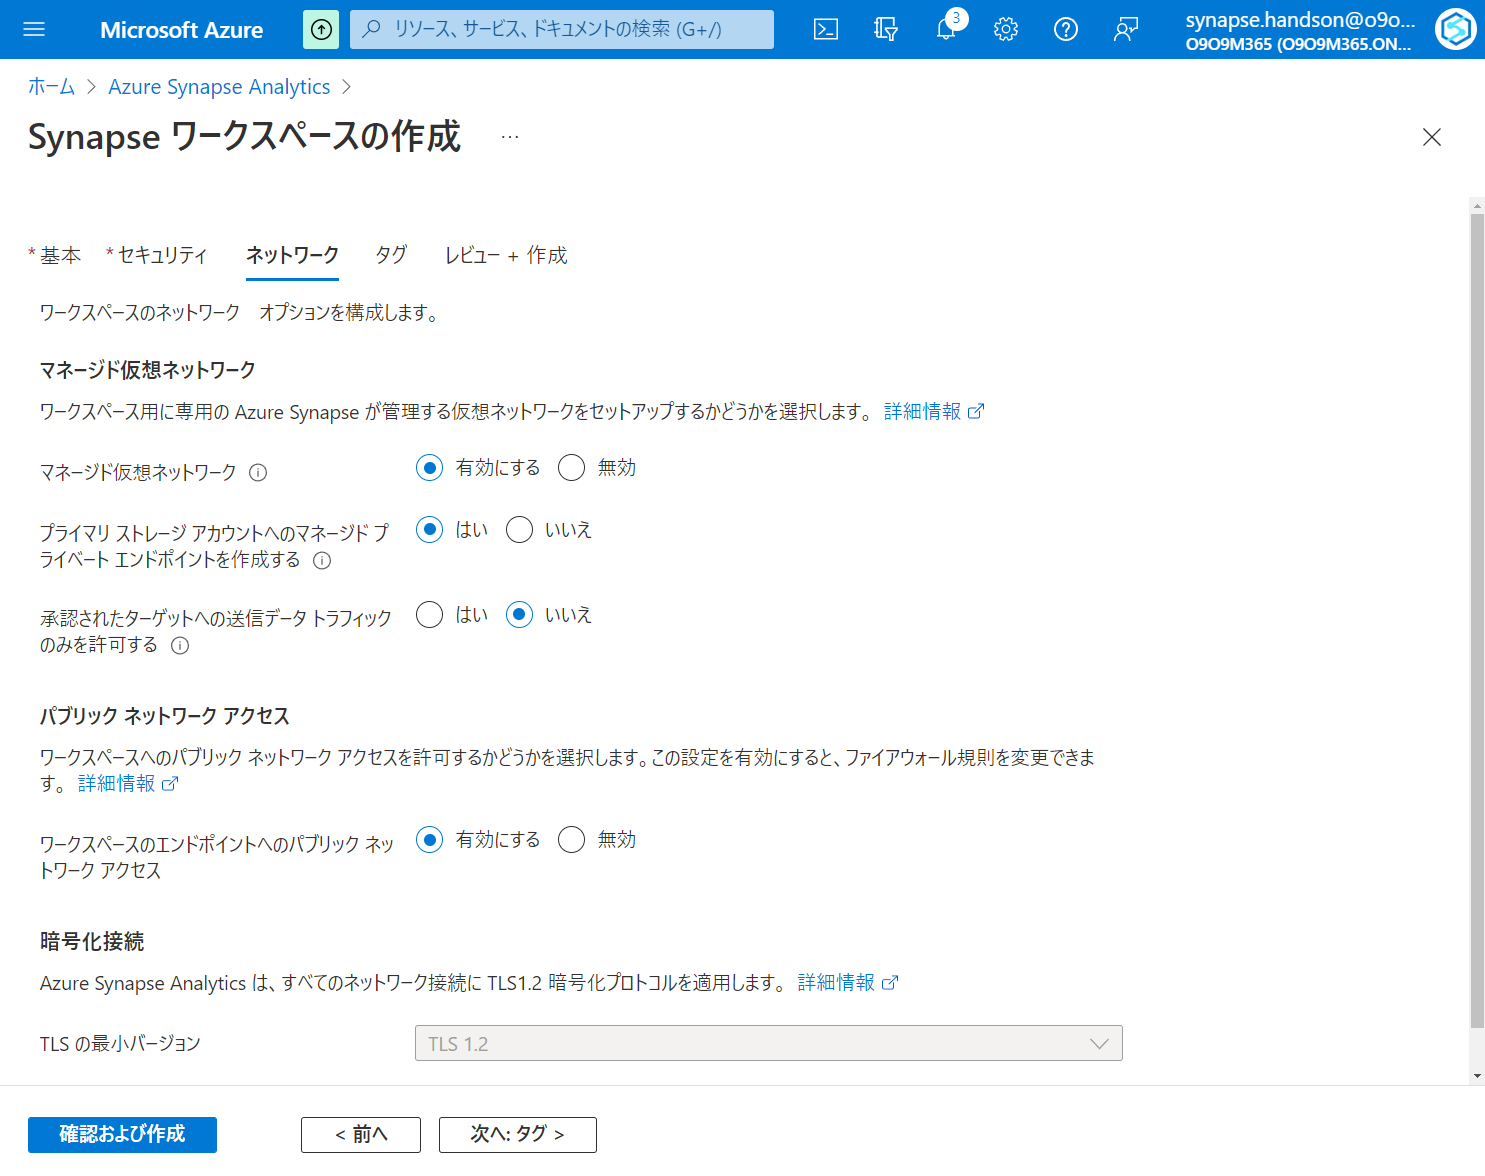 Microsoft Azure
リソース、サービス、ドキュメントの検索 (G+/)
3
synapse.handson@o9o...
O9O9M365 (O9O9M365.ON...
ホーム > Azure Synapse Analytics >
Synapse ワークスペースの作成 ...
* 基本 * セキュリティ ネットワーク タグ レビュー + 作成
ワークスペースのネットワーク オプションを構成します。
マネージド仮想ネットワーク
ワークスペース用に専用の Azure Synapse が管理する仮想ネットワークをセットアップするかどうかを選択します。 詳細情報
マネージド仮想ネットワーク 有効にする 無効
プライマリ ストレージ アカウントへのマネージド プ
ライベート エンドポイントを作成する はい いいえ
承認されたターゲットへの送信データ トラフィック
のみを許可する はい いいえ
パブリック ネットワーク アクセス
ワークスペースへのパブリック ネットワーク アクセスを許可するかどうかを選択します。この設定を有効にすると、ファイアウォール規則を変更できま
す。 詳細情報
ワークスペースのエンドポイントへのパブリック ネッ
トワーク アクセス 有効にする 無効
暗号化接続
Azure Synapse Analytics は、すべてのネットワーク接続に TLS1.2 暗号化プロトコルを適用します。 詳細情報
TLS の最小バージョン TLS 1.2
確認および作成 < 前へ 次へ: タグ >